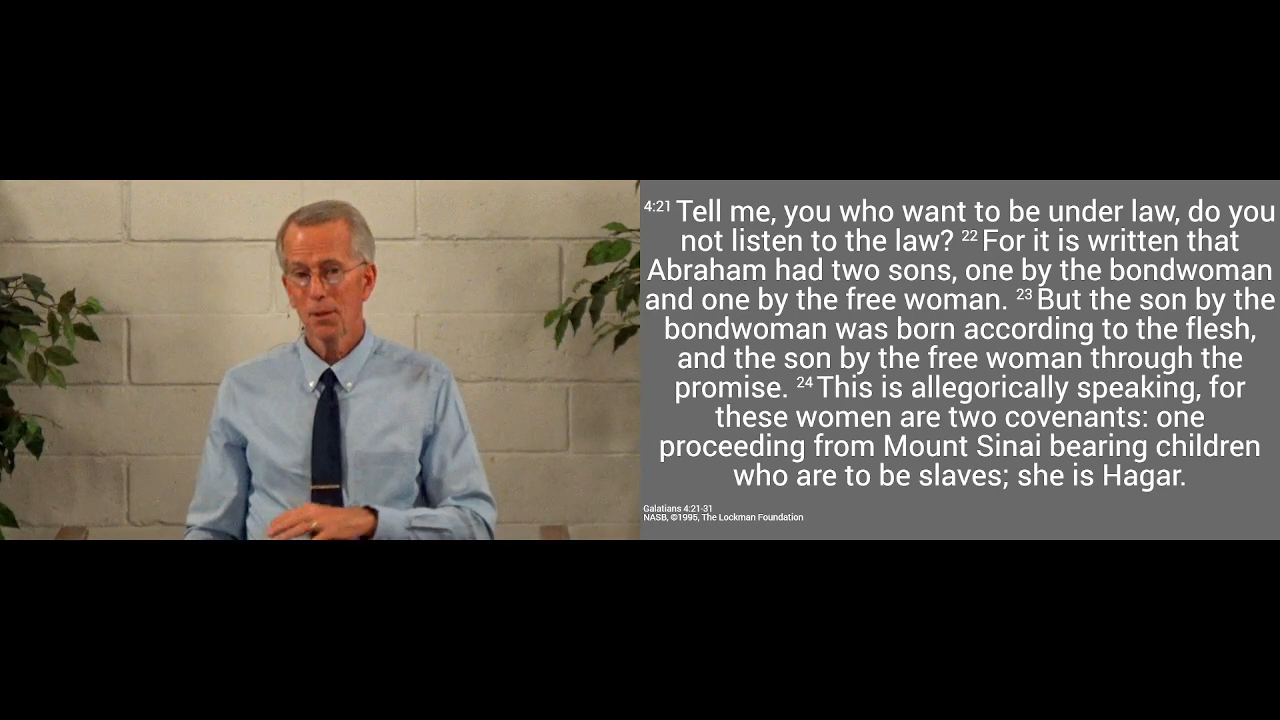 4:21 Tell me, you who want to be under law, do you
not listen to the law? 22 For it is written that
Abraham had two sons, one by the bondwoman
and one by the free woman. 23 But the son by the
bondwoman was born according to the flesh,
and the son by the free woman through the
promise. 24 This is allegorically speaking, for
these women are two covenants: one
proceeding from Mount Sinai bearing children
who are to be slaves; she is Hagar.
Galatians 4:21-31
NASB, ©1995, The Lockman Foundation